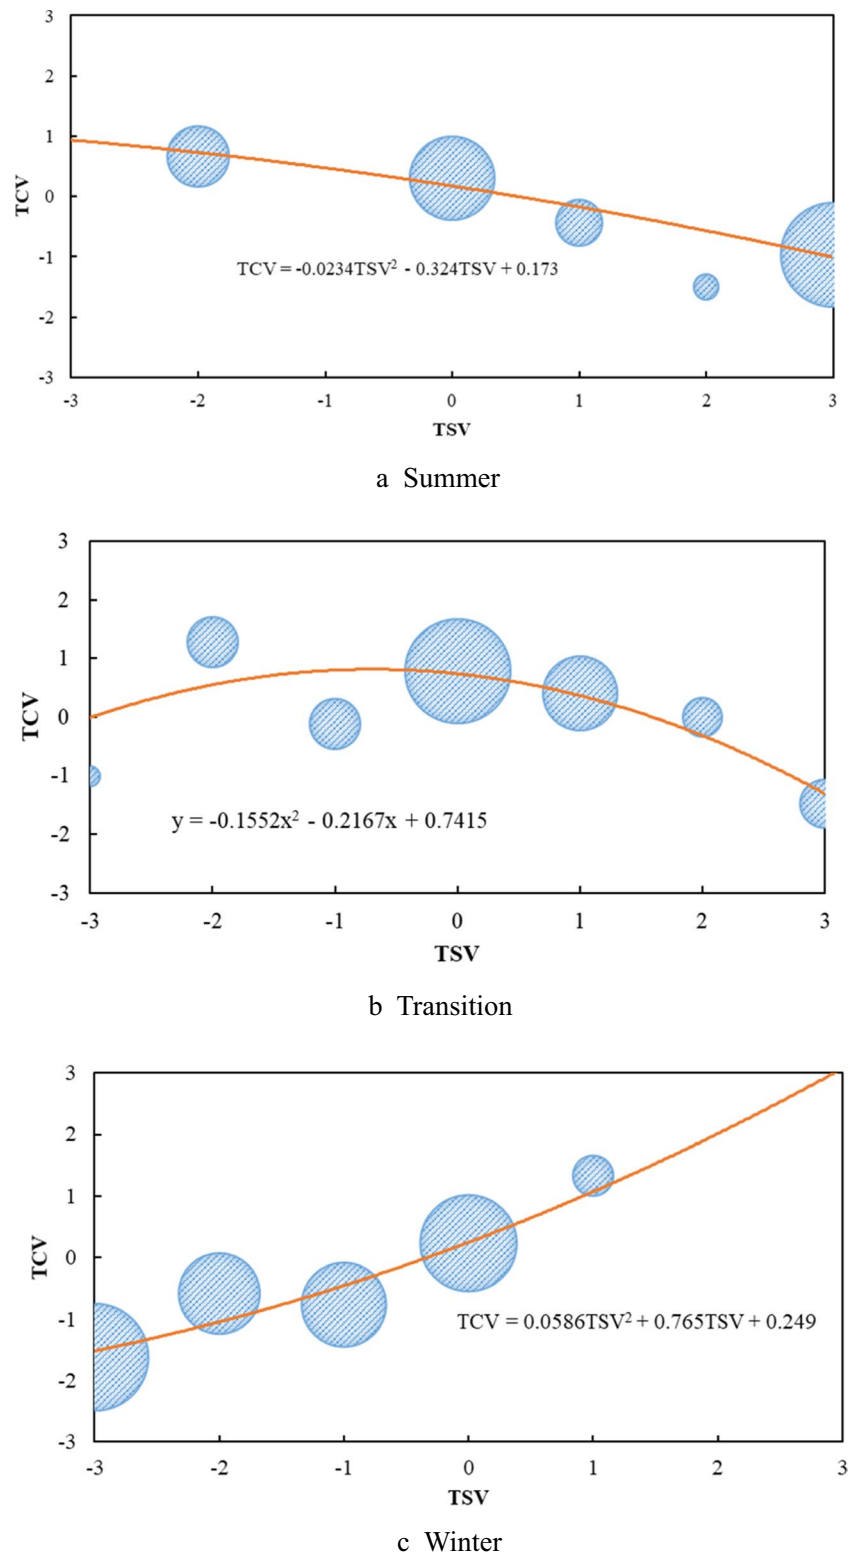 3
2
1
0
-1
-2
-3
TCV
TCV = -0.0234TSV² - 0.324TSV + 0.173
-3 -2 -1 0 1 2 3
TSV
a Summer
3
2
1
0
-1
-2
-3
TCV
y = -0.1552x² - 0.2167x + 0.7415
-3 -2 -1 0 1 2 3
TSV
b Transition
3
2
1
0
-1
-2
-3
TCV
TCV = 0.0586TSV² + 0.765TSV + 0.249
-3 -2 -1 0 1 2 3
TSV
c Winter